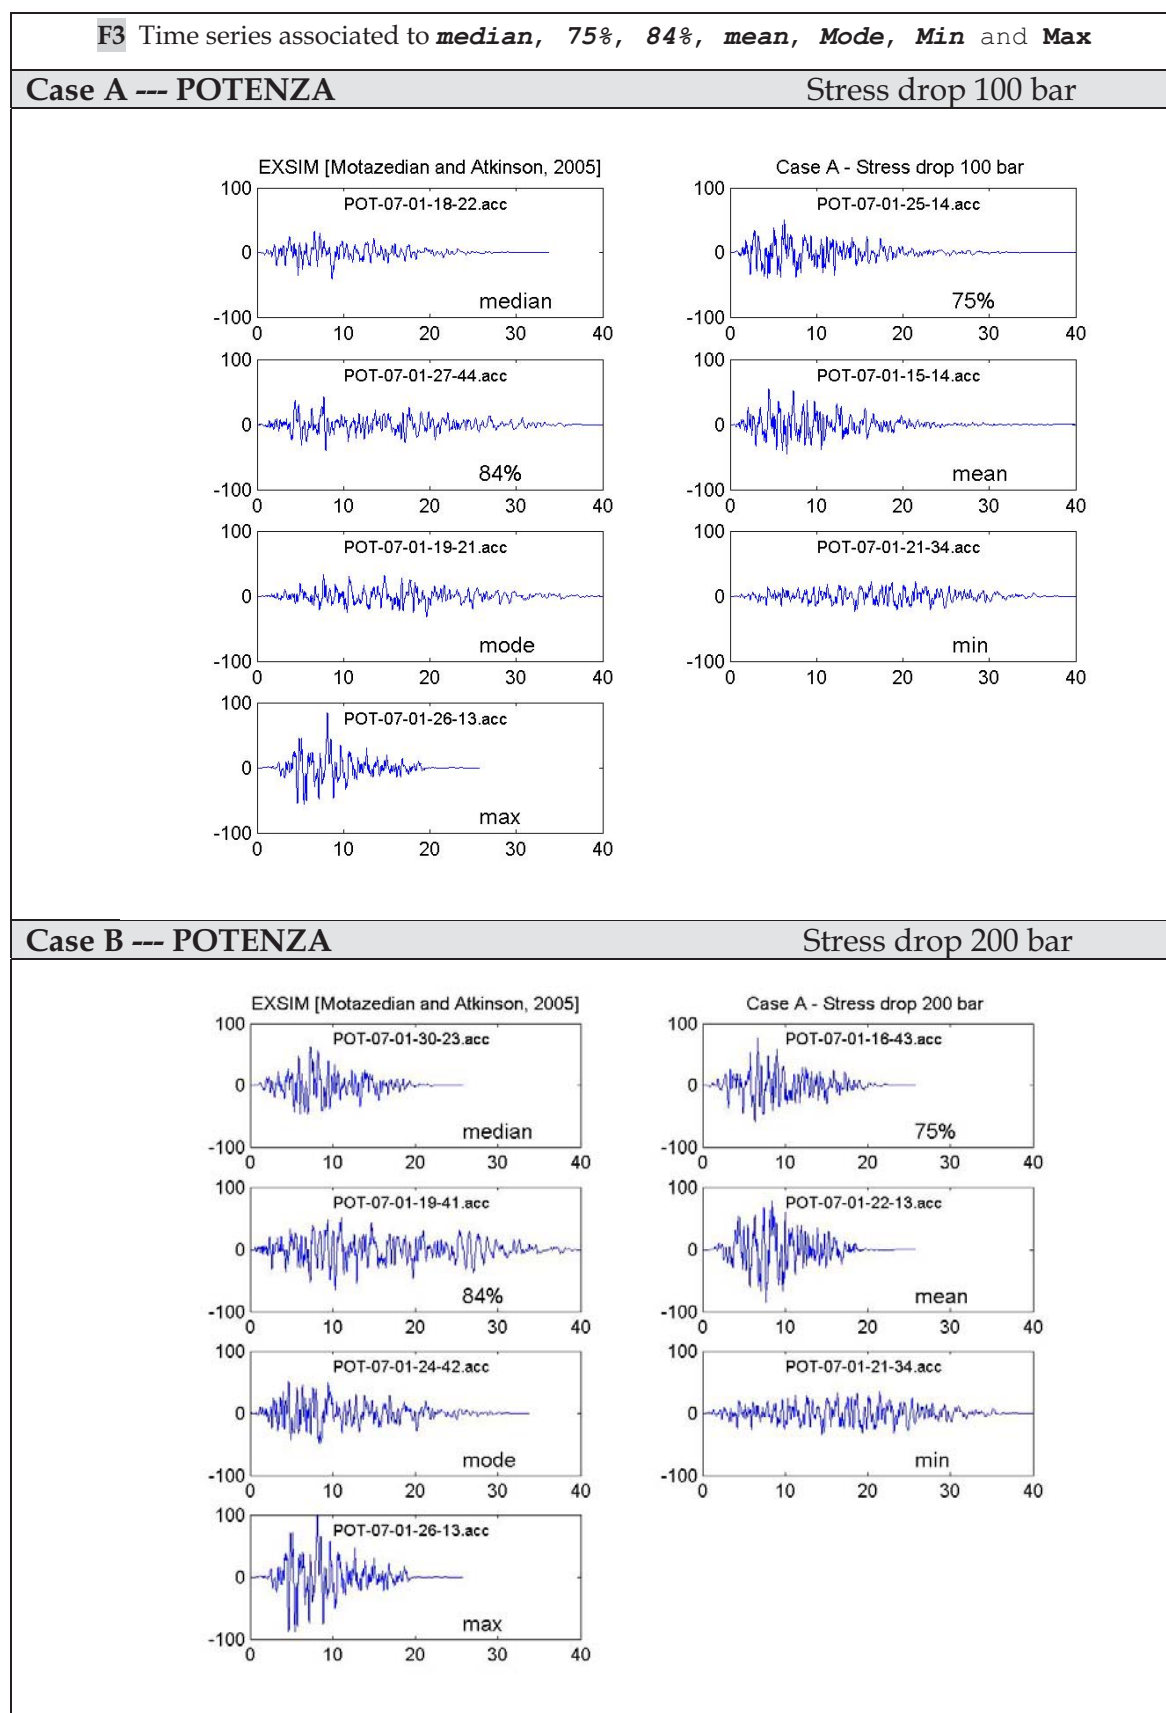 F3 Time series associated to median, 75%, 84%, mean, Mode, Min and Max
Case A --- POTENZA Stress drop 100 bar
EXSIM [Motazedian and Atkinson, 2005] Case A - Stress drop 100 bar
100 100
POT-07-01-18-22.acc POT-07-01-25-14.acc
0 0
median 75%
-100 -100
0 10 20 30 40 0 10 20 30 40
100 100
POT-07-01-27-44.acc POT-07-01-15-14.acc
0 0
84% mean
-100 -100
0 10 20 30 40 0 10 20 30 40
100 100
POT-07-01-19-21.acc POT-07-01-21-34.acc
0 0
mode min
-100 -100
0 10 20 30 40 0 10 20 30 40
100
POT-07-01-26-13.acc
0
max
-100
0 10 20 30 40
Case B --- POTENZA Stress drop 200 bar
EXSIM [Motazedian and Atkinson, 2005] Case A - Stress drop 200 bar
100 100
POT-07-01-30-23.acc POT-07-01-16-43.acc
0 0
median 75%
-100 -100
0 10 20 30 40 0 10 20 30 40
100 100
POT-07-01-19-41.acc POT-07-01-22-13.acc
0 0
84% mean
-100 -100
0 10 20 30 40 0 10 20 30 40
100 100
POT-07-01-24-42.acc POT-07-01-21-34.acc
0 0
mode min
-100 -100
0 10 20 30 40 0 10 20 30 40
100
POT-07-01-26-13.acc
0
max
-100
0 10 20 30 40